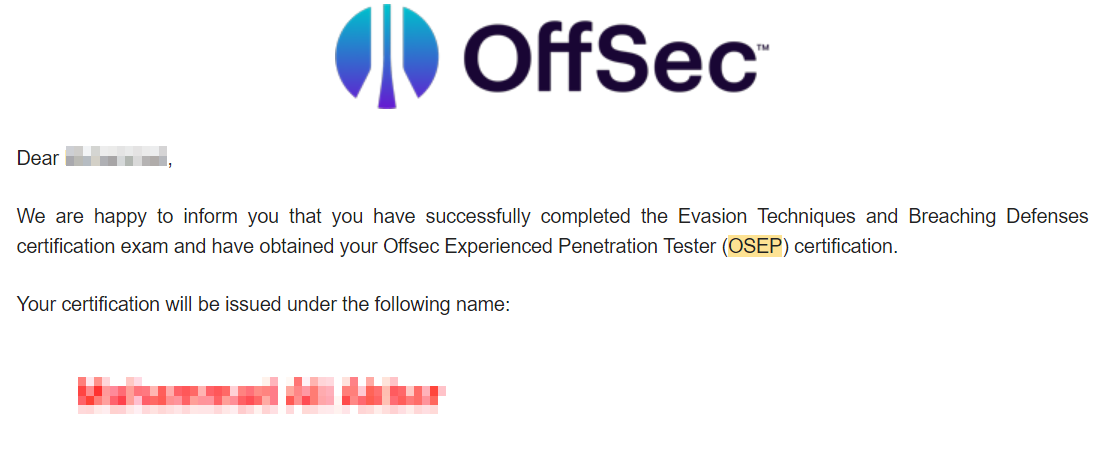 OffSec™
Dear ,
We are happy to inform you that you have successfully completed the Evasion Techniques and Breaching Defenses
certification exam and have obtained your Offsec Experienced Penetration Tester (OSEP) certification.
Your certification will be issued under the following name: